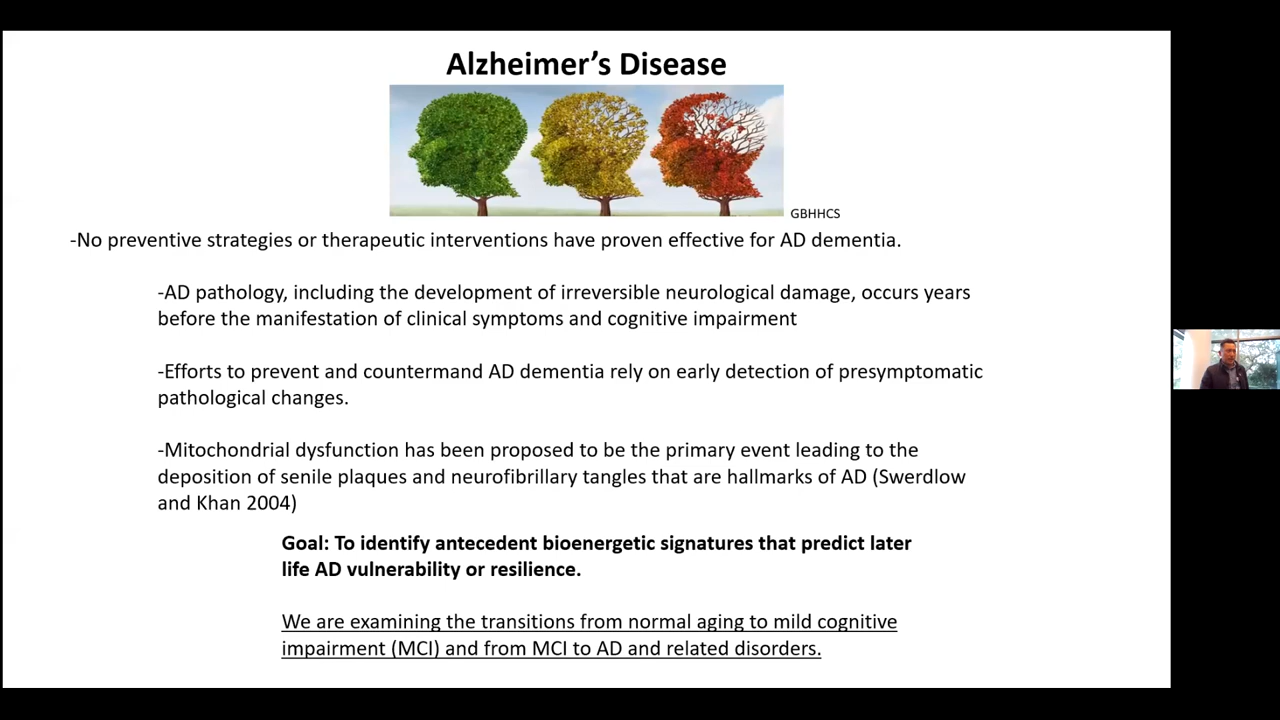 Alzheimer’s Disease
GBHHCS
-No preventive strategies or therapeutic interventions have proven effective for AD dementia.
-AD pathology, including the development of irreversible neurological damage, occurs years
before the manifestation of clinical symptoms and cognitive impairment
-Efforts to prevent and countermand AD dementia rely on early detection of presymptomatic
pathological changes.
-Mitochondrial dysfunction has been proposed to be the primary event leading to the
deposition of senile plaques and neurofibrillary tangles that are hallmarks of AD (Swerdlow
and Khan 2004)
Goal: To identify antecedent bioenergetic signatures that predict later
life AD vulnerability or resilience.
We are examining the transitions from normal aging to mild cognitive
impairment (MCI) and from MCI to AD and related disorders.